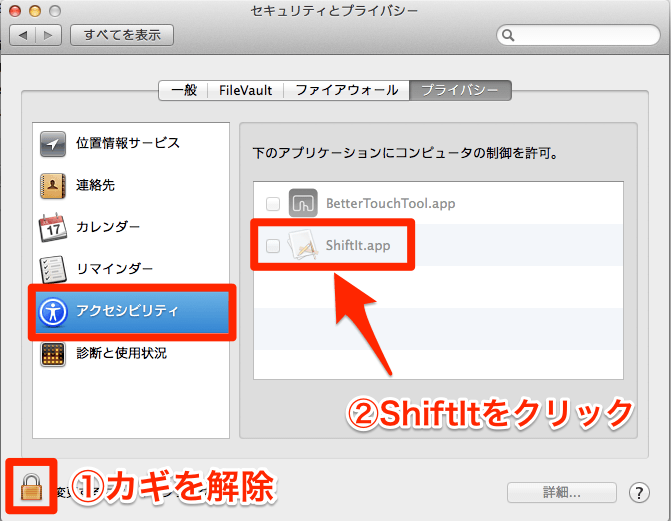 セキュリティとプライバシー
すべてを表示
一般 FileVault ファイアウォール プライバシー
位置情報サービス
連絡先
17
カレンダー
リマインダー
アクセシビリティ
診断と使用状況
下のアプリケーションにコンピュータの制御を許可。
BetterTouchTool.app
ShiftIt.app
②ShiftItをクリック
①カギを解除
詳細...
?